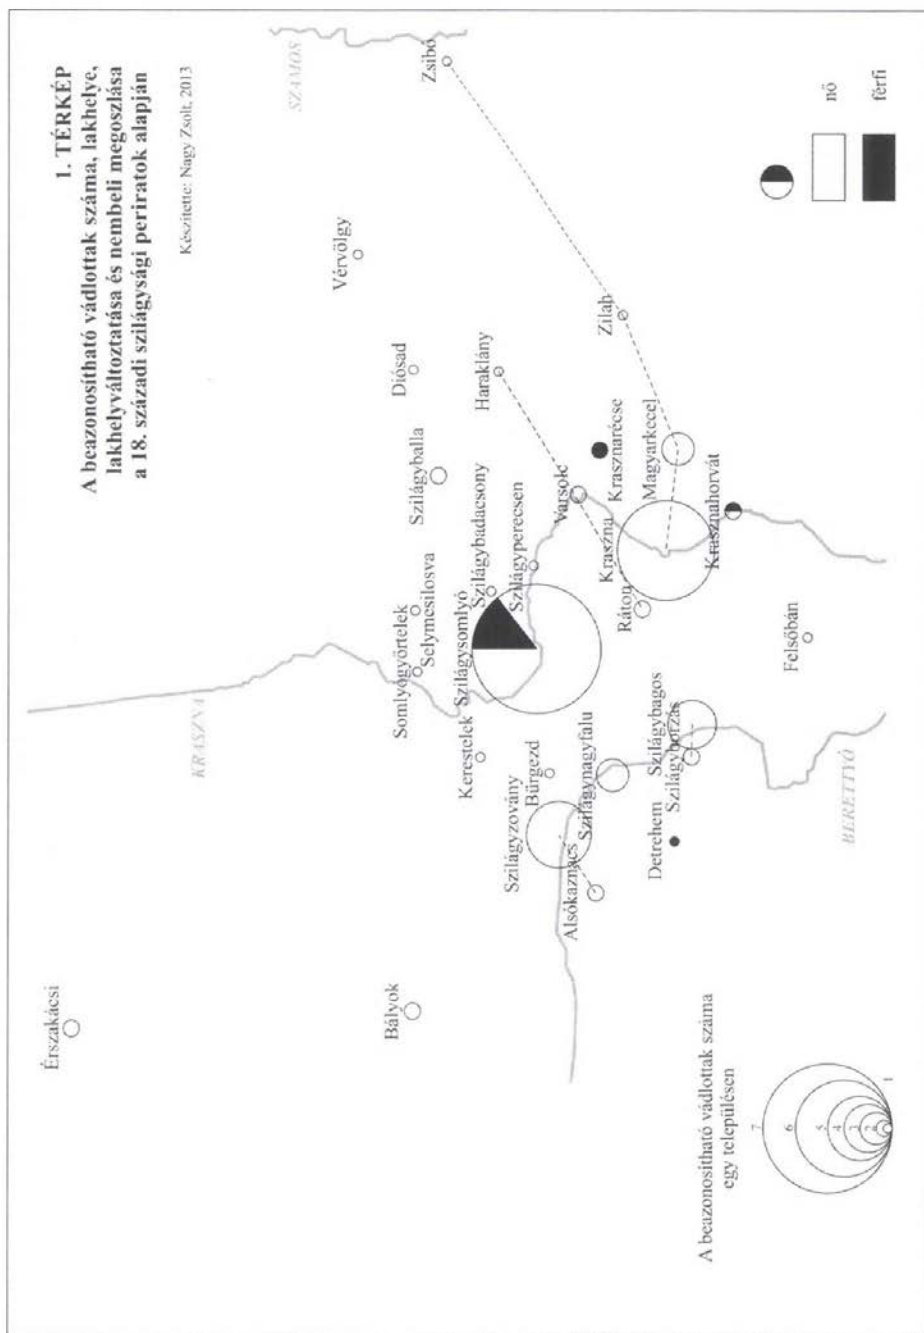 1. TÉRKÉP
A beazonosítható vádlottak száma, lakhelye,
lakhelyváltoztatása és nembeli megoszlása
a 18. századi szilágysági periratok alapján
Készítette: Nagy Zsolt, 2013
SZAMOS
KRASZNA
BERETTYÓ
Érszakácsi
Bályok
Zsibó
Vérvölgy
Diósad
Haraklány
Szilágyballa
Szilágybadacsony
Szilágyperecsen
Selymesilosva
Somlyógyőrtelek
Szilágysomlyó
Kerestelek
Bürgezd
Szilágyzovány
Szilágynagyfalu
Alsókaznacs
Detrehem
Szilágyborzás
Szilágybagos
Varsolc
Kraszna
Ráton
Krasznarécse
Magyarkecel
Zilah
Krasznahorvát
Felsőbán
nő
férfi
A beazonosítható vádlottak száma
egy településen
7
6
5
4
3
2
1